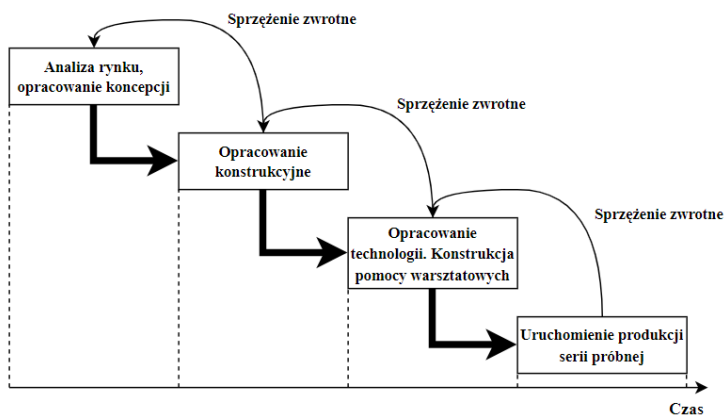 Sprzężenie zwrotne
Analiza rynku,
opracowanie koncepcji
Sprzężenie zwrotne
Opracowanie
konstrukcyjne
Sprzężenie zwrotne
Opracowanie
technologii. Konstrukcja
pomocy warsztatowych
Uruchomienie produkcji
serii próbnej
Czas